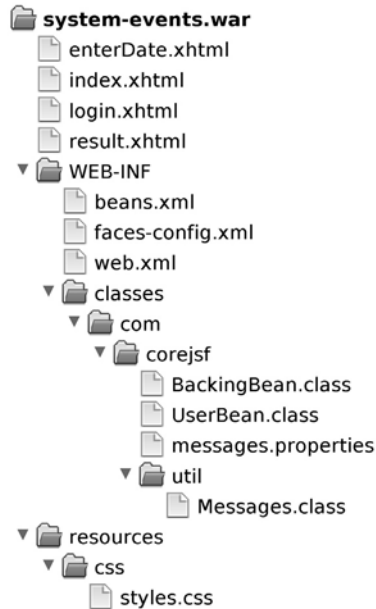 system-events.war
enterDate.xhtml
index.xhtml
login.xhtml
result.xhtml
WEB-INF
beans.xml
faces-config.xml
web.xml
classes
com
corejsf
BackingBean.class
UserBean.class
messages.properties
util
Messages.class
resources
css
styles.css